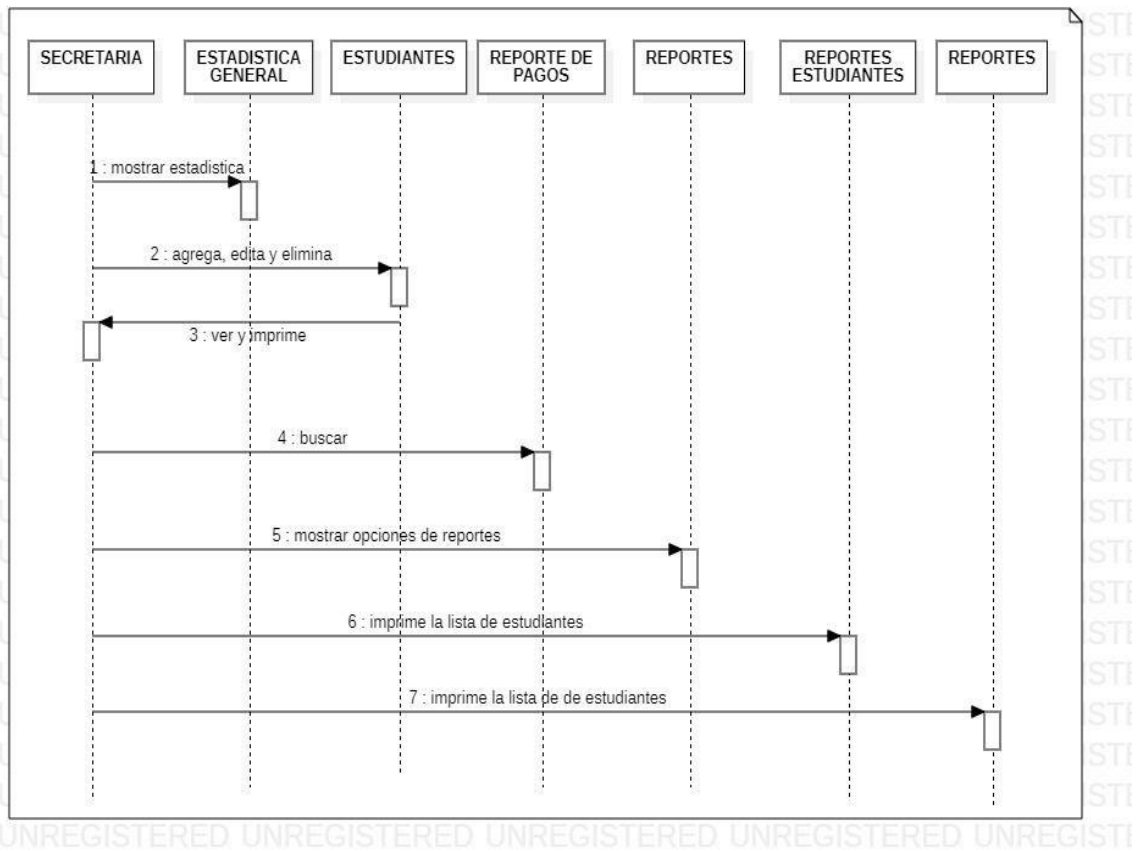 SECRETARIA
ESTADISTICA
GENERAL
ESTUDIANTES
REPORTE DE
PAGOS
REPORTES
REPORTES
ESTUDIANTES
REPORTES
1 : mostrar estadistica
2 : agrega, edita y elimina
3 : ver y imprime
4 : buscar
5 : mostrar opciones de reportes
6 : imprime la lista de estudiantes
7 : imprime la lista de de estudiantes
UNREGISTERED UNREGISTERED UNREGISTERED UNREGISTERED UNREGISTE